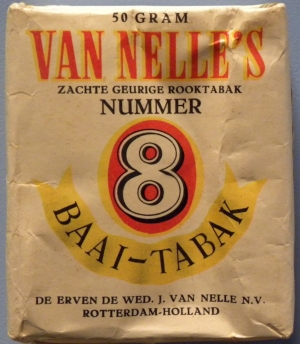 50 GRAM
VAN NELLE'S
ZACHTE GEURIGE ROOKTABAK
NUMMER
8
BAAI-TABAK
DE ERVEN DE WED. J. VAN NELLE N.V.
ROTTERDAM-HOLLAND